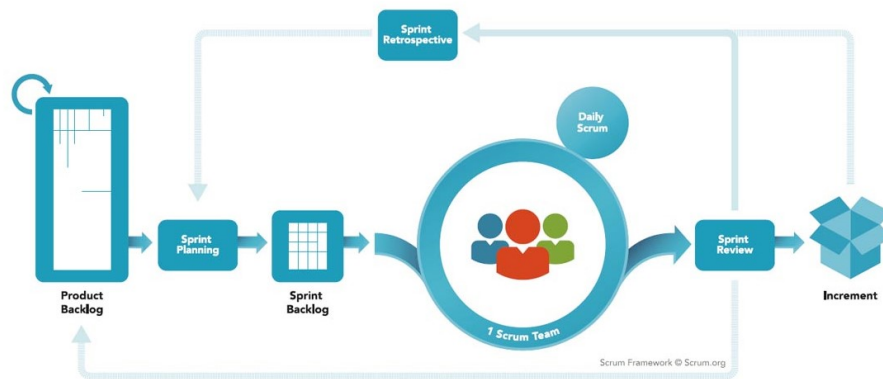 Sprint
Retrospective
Daily
Scrum
Sprint
Planning
Sprint
Review
Product
Backlog
Sprint
Backlog
Increment
1 Scrum Team
Scrum Framework © Scrum.org